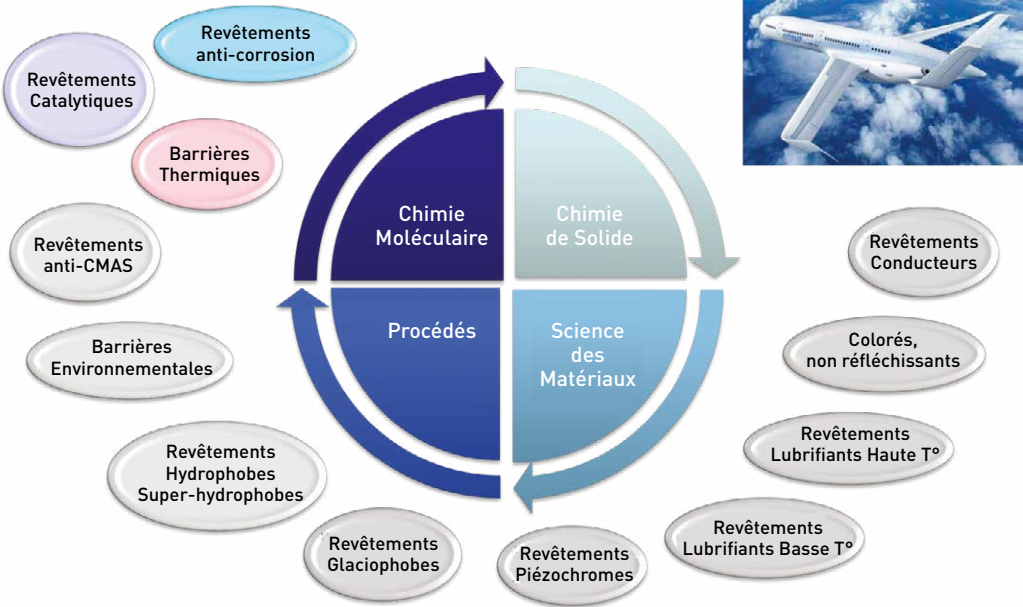 Revêtements
anti-corrosion
Revêtements
Catalytiques
Barrières
Thermiques
Revêtements
anti-CMAS
Barrières
Environnementales
Revêtements
Hydrophobes
Super-hydrophobes
Revêtements
Glaciophobes
Revêtements
Piézochromes
Revêtements
Lubrifiants Basse T°
Revêtements
Lubrifiants Haute T°
Colorés,
non réfléchissants
Revêtements
Conducteurs
Chimie
Moléculaire
Chimie
de Solide
Procédés
Science
des
Matériaux